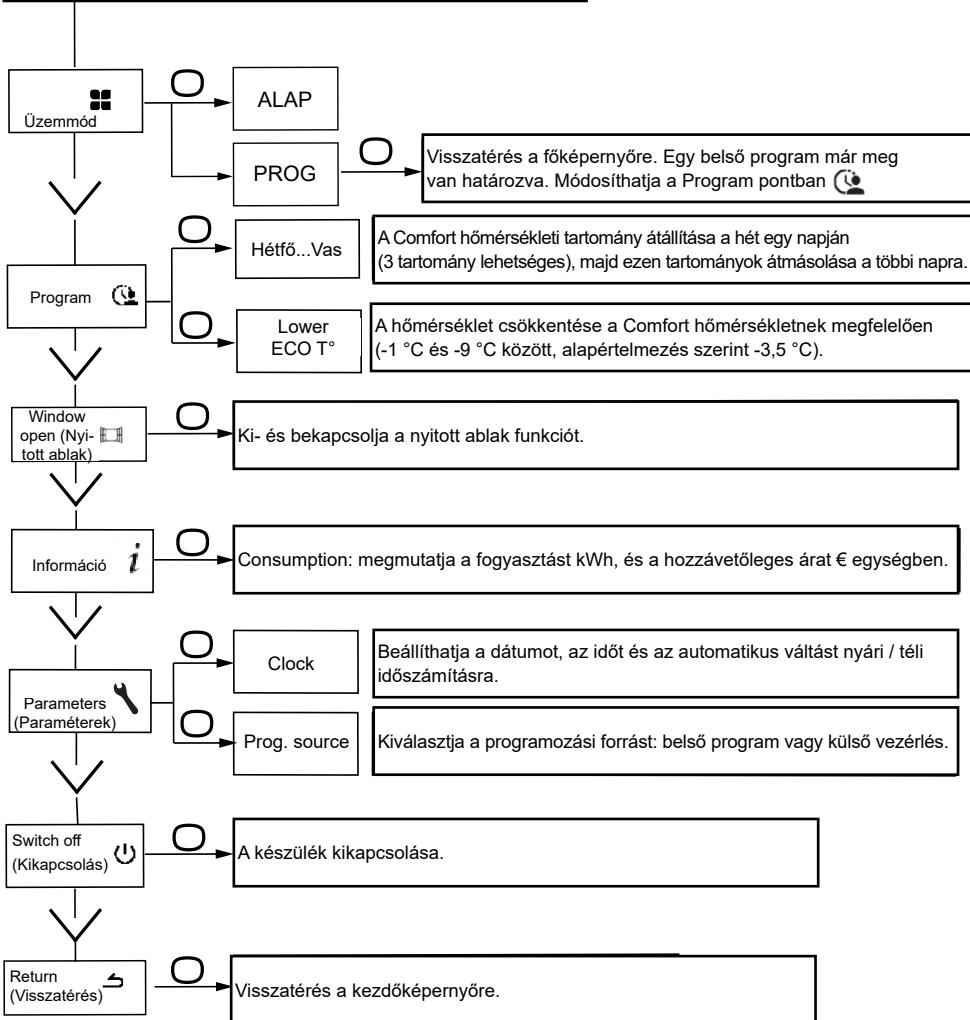 Üzemmód
ALAP
PROG
Visszatérés a főképernyőre. Egy belső program már meg
van határozva. Módosíthatja a Program pontban
Program
Hétfő...Vas
A Comfort hőmérsékleti tartomány átállítása a hét egy napján
(3 tartomány lehetséges), majd ezen tartományok átmásolása a többi napra.
Lower
ECO T°
A hőmérséklet csökkentése a Comfort hőmérsékletnek megfelelően
(-1 °C és -9 °C között, alapértelmezés szerint -3,5 °C).
Window
open (Nyi-
tott ablak)
Ki- és bekapcsolja a nyitott ablak funkciót.
Információ
i
Consumption: megmutatja a fogyasztást kWh, és a hozzávetőleges árat € egységben.
Parameters
(Paraméterek)
Clock
Beállíthatja a dátumot, az időt és az automatikus váltást nyári / téli
időszámításra.
Prog. source
Kiválasztja a programozási forrást: belső program vagy külső vezérlés.
Switch off
(Kikapcsolás)
A készülék kikapcsolása.
Return
(Visszatérés)
Visszatérés a kezdőképernyőre.